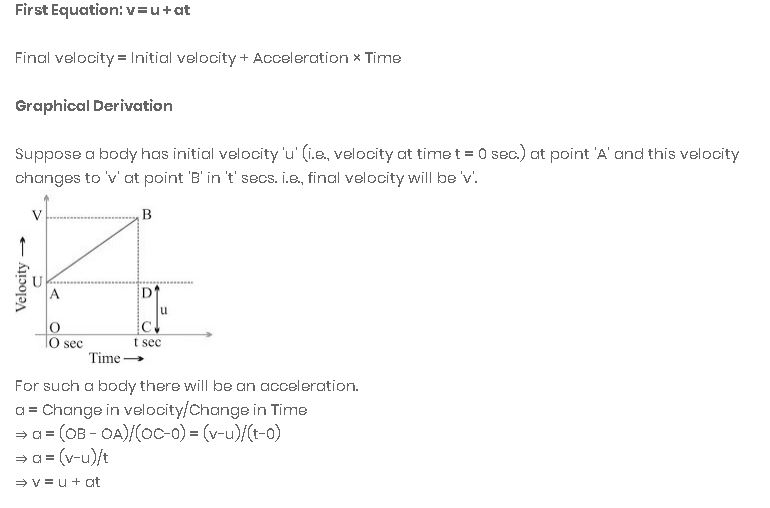 First Equation: v = u + at
Final velocity = Initial velocity + Acceleration × Time
Graphical Derivation
Suppose a body has initial velocity 'u' (i.e., velocity at time t = 0 sec.) at point 'A' and this velocity
changes to 'v' at point 'B' in 't' secs. i.e., final velocity will be 'v'.
V
B
Velocity →
U
A
D
u
O
C
O sec
t sec
Time →
For such a body there will be an acceleration.
a = Change in velocity/Change in Time
⇒ a = (OB - OA)/(OC-0) = (v-u)/(t-0)
⇒ a = (v-u)/t
⇒ v = u + at